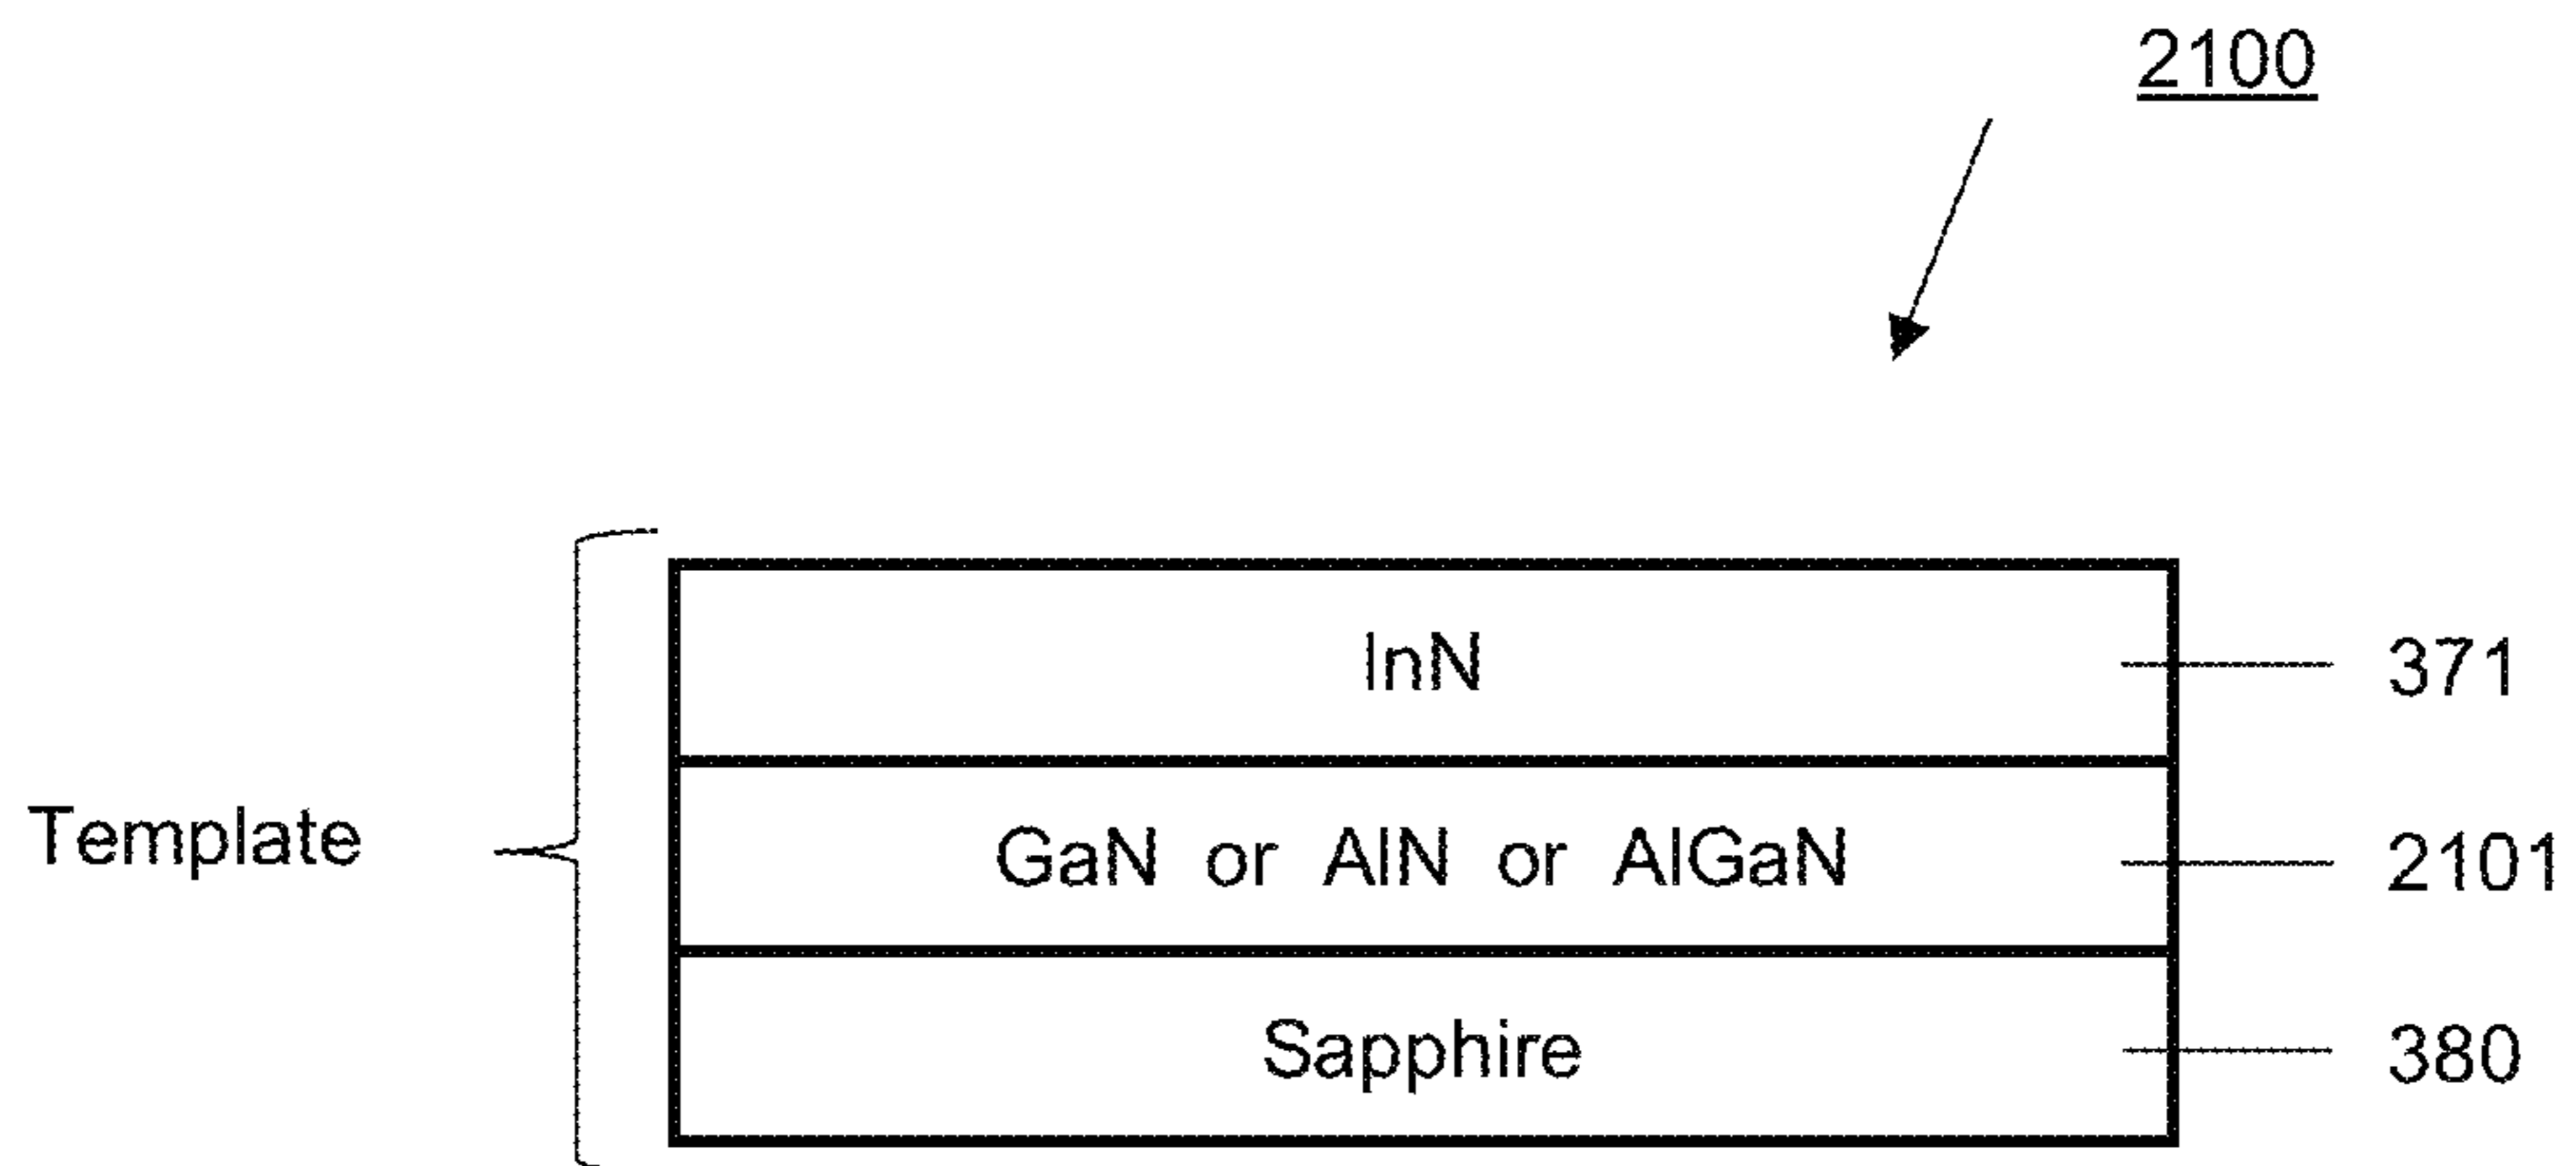 2100
InN
371
Template
GaN or AlN or AlGaN
2101
Sapphire
380